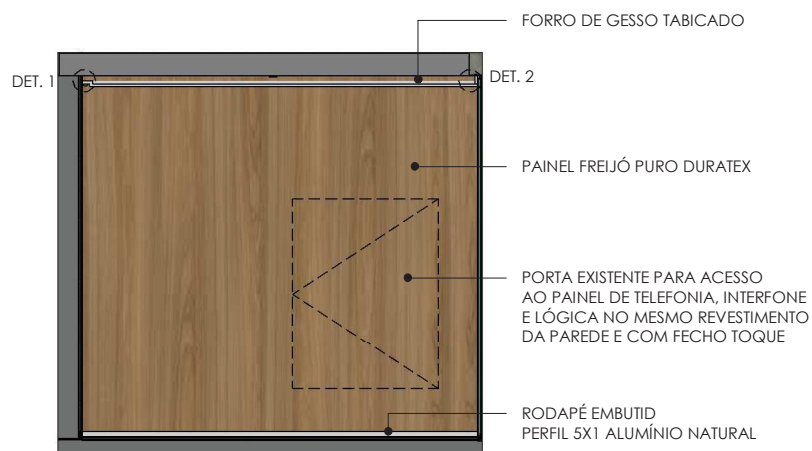 FORRO DE GESSO TABICADO
DET. 1
DET. 2
PAINEL FREIJÓ PURO DURATEX
PORTA EXISTENTE PARA ACESSO
AO PAINEL DE TELEFONIA, INTERFONE
E LÓGICA NO MESMO REVESTIMENTO
DA PAREDE E COM FECHO TOQUE
RODAPÉ EMBUTID
PERFIL 5X1 ALUMÍNIO NATURAL